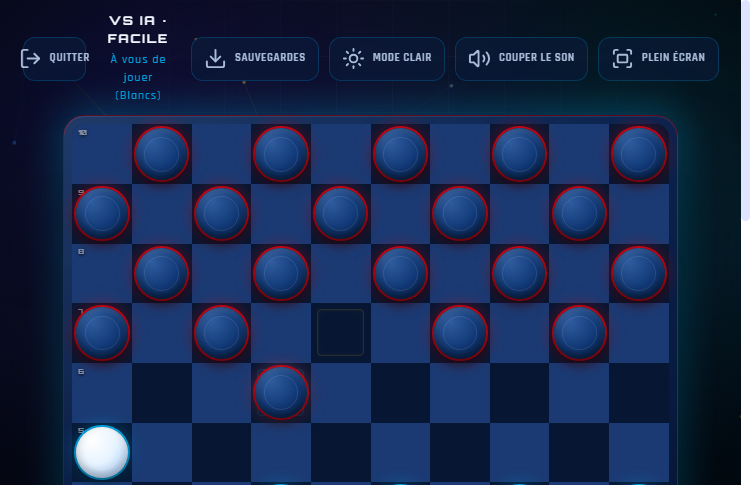 QUITTER
VS IA ·
FACILE
À vous de
jouer
(Blancs)
SAUVEGARDES
MODE CLAIR
COUPER LE SON
PLEIN ÉCRAN
10
9
8
7
6
5